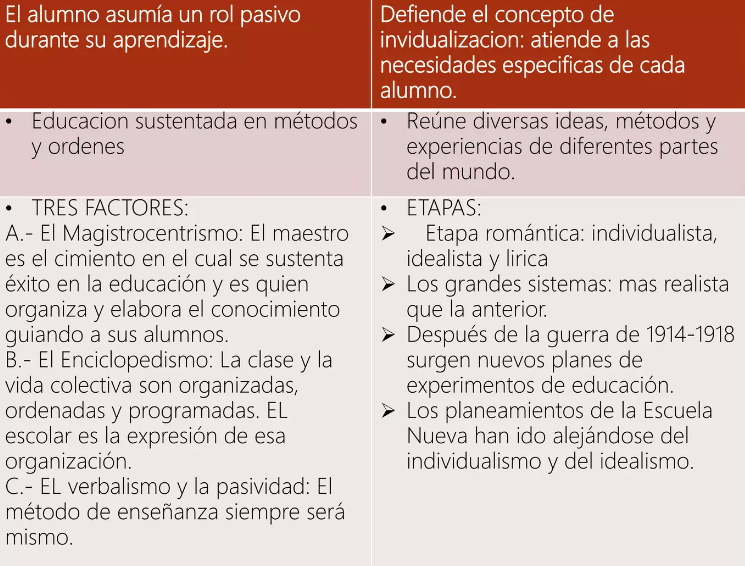 El alumno asumía un rol pasivo
durante su aprendizaje.
Defiende el concepto de
invidualizacion: atiende a las
necesidades especificas de cada
alumno.
• Educacion sustentada en métodos
y ordenes
• Reúne diversas ideas, métodos y
experiencias de diferentes partes
del mundo.
• TRES FACTORES:
A.- El Magistrocentrismo: El maestro
es el cimiento en el cual se sustenta
éxito en la educación y es quien
organiza y elabora el conocimiento
guiando a sus alumnos.
B.- El Enciclopedismo: La clase y la
vida colectiva son organizadas,
ordenadas y programadas. EL
escolar es la expresión de esa
organización.
C.- EL verbalismo y la pasividad: El
método de enseñanza siempre será
mismo.
• ETAPAS:
➢ Etapa romántica: individualista,
idealista y lirica
➢ Los grandes sistemas: mas realista
que la anterior.
➢ Después de la guerra de 1914-1918
surgen nuevos planes de
experimentos de educación.
➢ Los planeamientos de la Escuela
Nueva han ido alejándose del
individualismo y del idealismo.